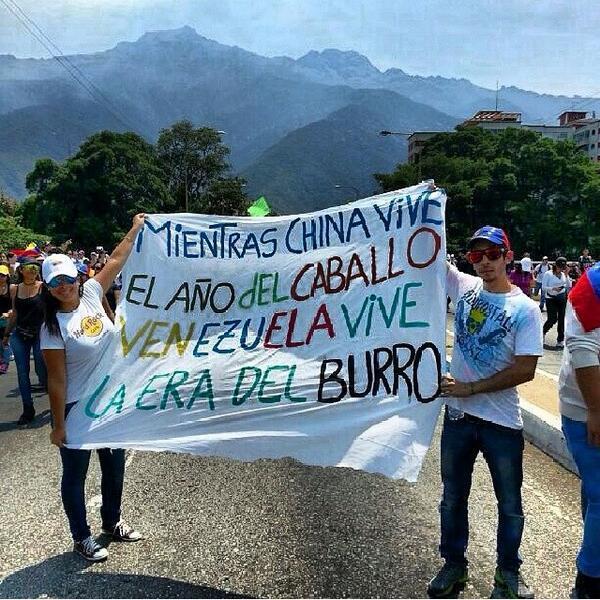 MIENTRAS CHINA VIVE
EL AÑO del CABALLO
VENEZUELA VIVE
LA ERA DEL BURRO